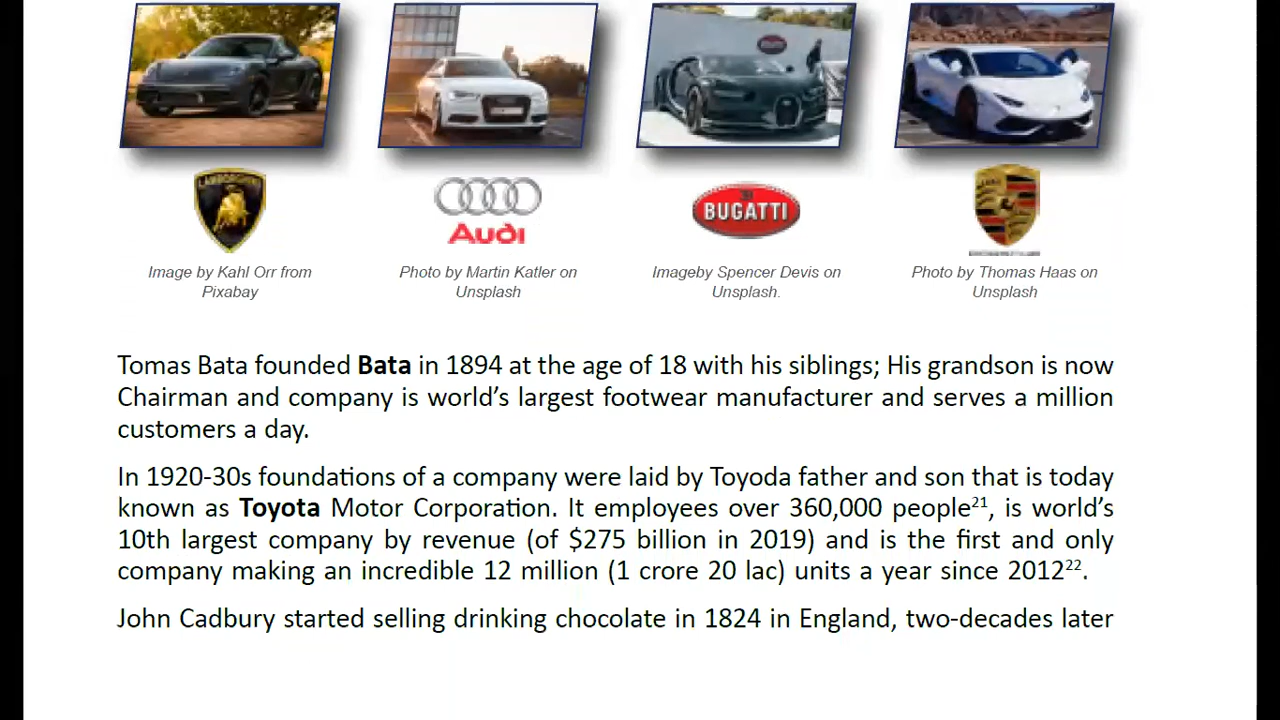 LAMBORGHINI
Audi
BUGATTI
Image by Kahl Orr from
Pixabay
Photo by Martin Katler on
Unsplash
Imageby Spencer Devis on
Unsplash.
Photo by Thomas Haas on
Unsplash
Tomas Bata founded Bata in 1894 at the age of 18 with his siblings; His grandson is now
Chairman and company is world’s largest footwear manufacturer and serves a million
customers a day.
In 1920-30s foundations of a company were laid by Toyoda father and son that is today
known as Toyota Motor Corporation. It employees over 360,000 people²¹, is world’s
10th largest company by revenue (of $275 billion in 2019) and is the first and only
company making an incredible 12 million (1 crore 20 lac) units a year since 2012²².
John Cadbury started selling drinking chocolate in 1824 in England, two-decades later